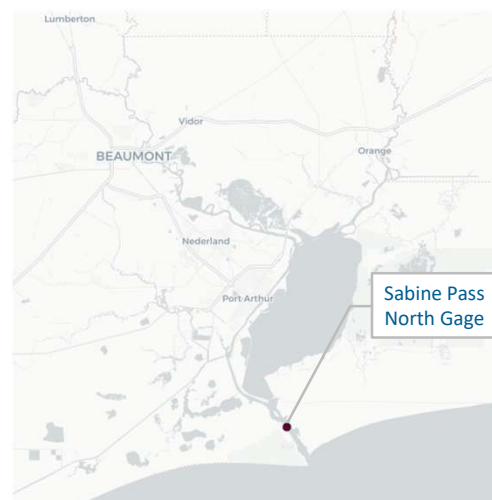 Lumberton
Vidor
BEAUMONT
Orange
Nederland
Sabine Pass
North Gage
Port Arthur